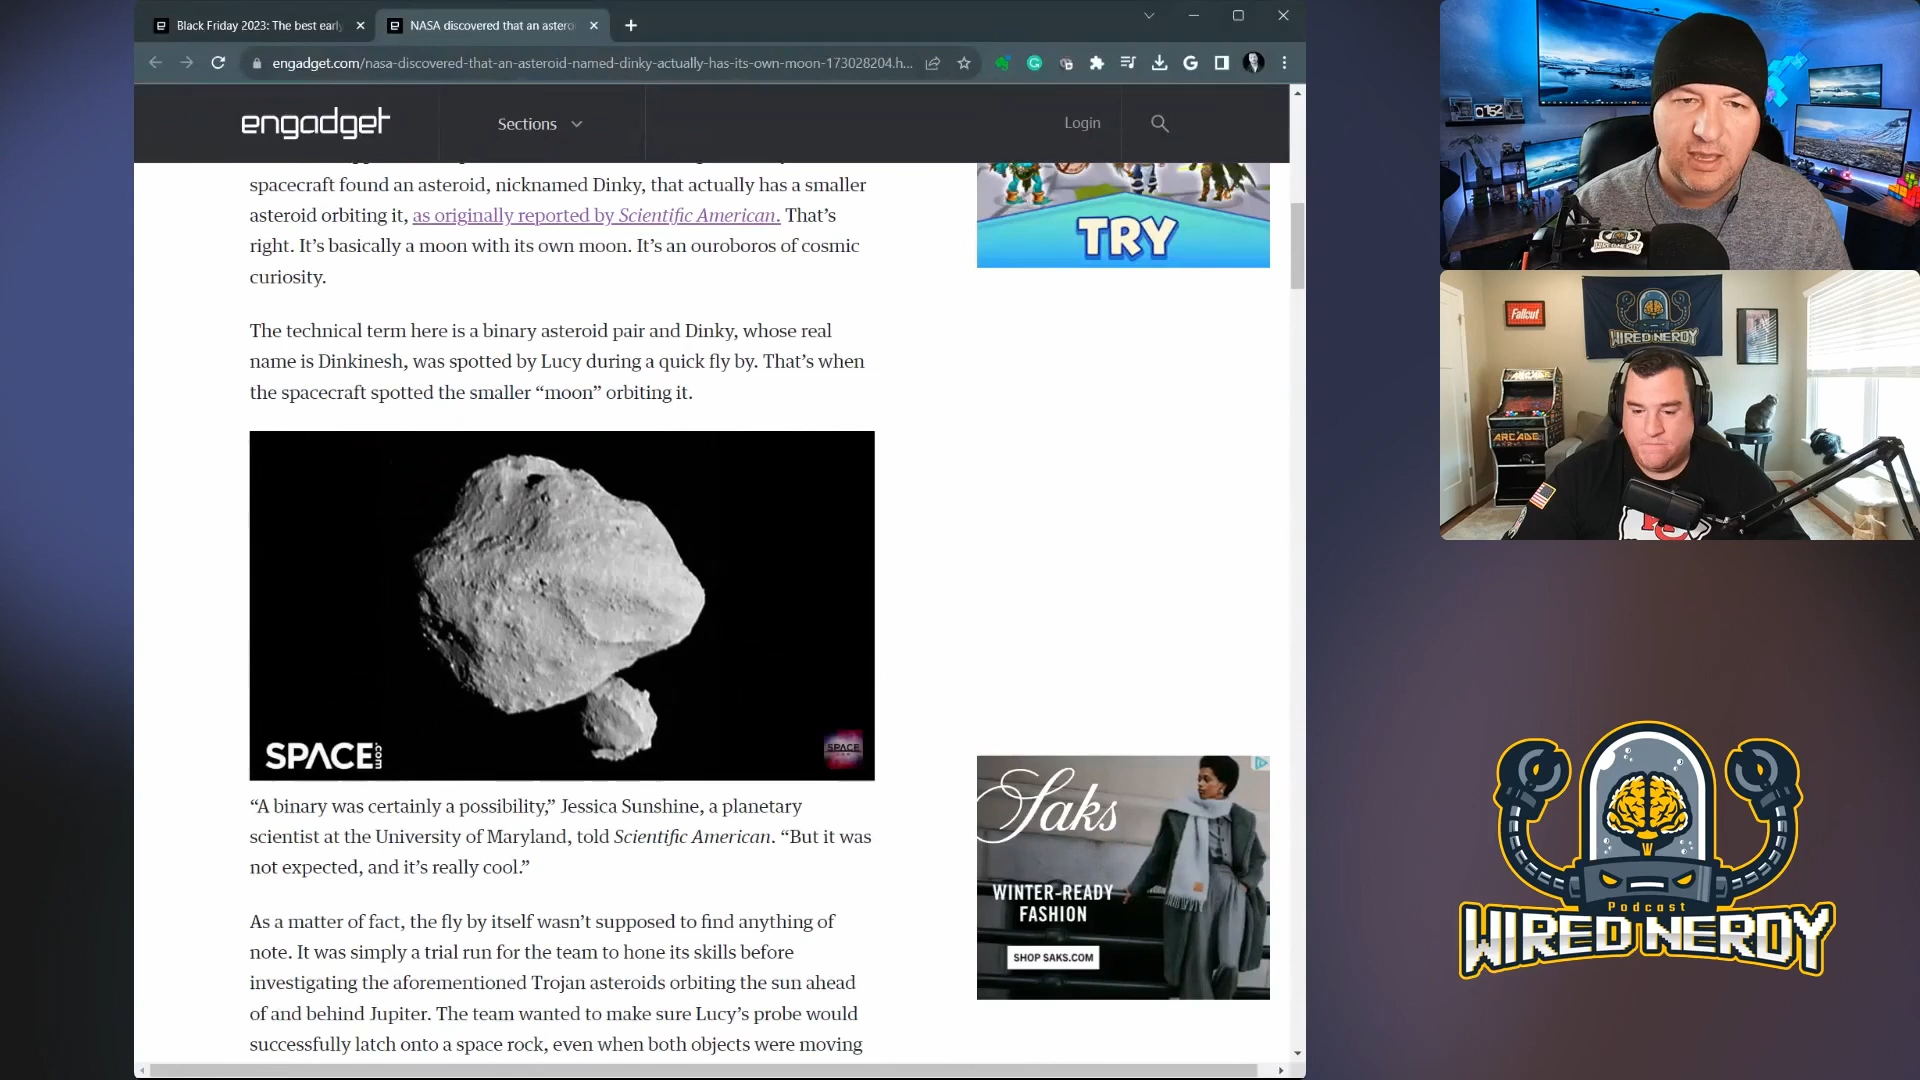 Black Friday 2023: The best early
NASA discovered that an astero
engadget.com/nasa-discovered-that-an-asteroid-named-dinky-actually-has-its-own-moon-173028204.h...
engadget
Sections
Login
spacecraft found an asteroid, nicknamed Dinky, that actually has a smaller
asteroid orbiting it, as originally reported by Scientific American. That’s
right. It’s basically a moon with its own moon. It’s an ouroboros of cosmic
curiosity.
The technical term here is a binary asteroid pair and Dinky, whose real
name is Dinkinesh, was spotted by Lucy during a quick fly by. That’s when
the spacecraft spotted the smaller “moon” orbiting it.
SPACE.com
SPACE
“A binary was certainly a possibility,” Jessica Sunshine, a planetary
scientist at the University of Maryland, told Scientific American. “But it was
not expected, and it’s really cool.”
As a matter of fact, the fly by itself wasn’t supposed to find anything of
note. It was simply a trial run for the team to hone its skills before
investigating the aforementioned Trojan asteroids orbiting the sun ahead
of and behind Jupiter. The team wanted to make sure Lucy’s probe would
successfully latch onto a space rock, even when both objects were moving
TRY
Saks
WINTER-READY
FASHION
SHOP SAKS.COM
WIRED NERDY
Fallout
WIRED NERDY
ARCADE
ARCADE
Podcast
WIRED NERDY